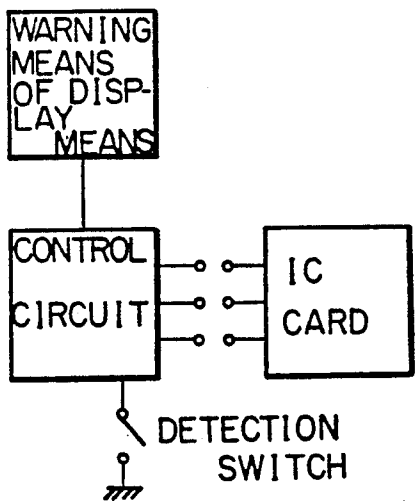 WARNING
MEANS
OF DISP-
LAY
MEANS
CONTROL
CIRCUIT
IC
CARD
DETECTION
SWITCH